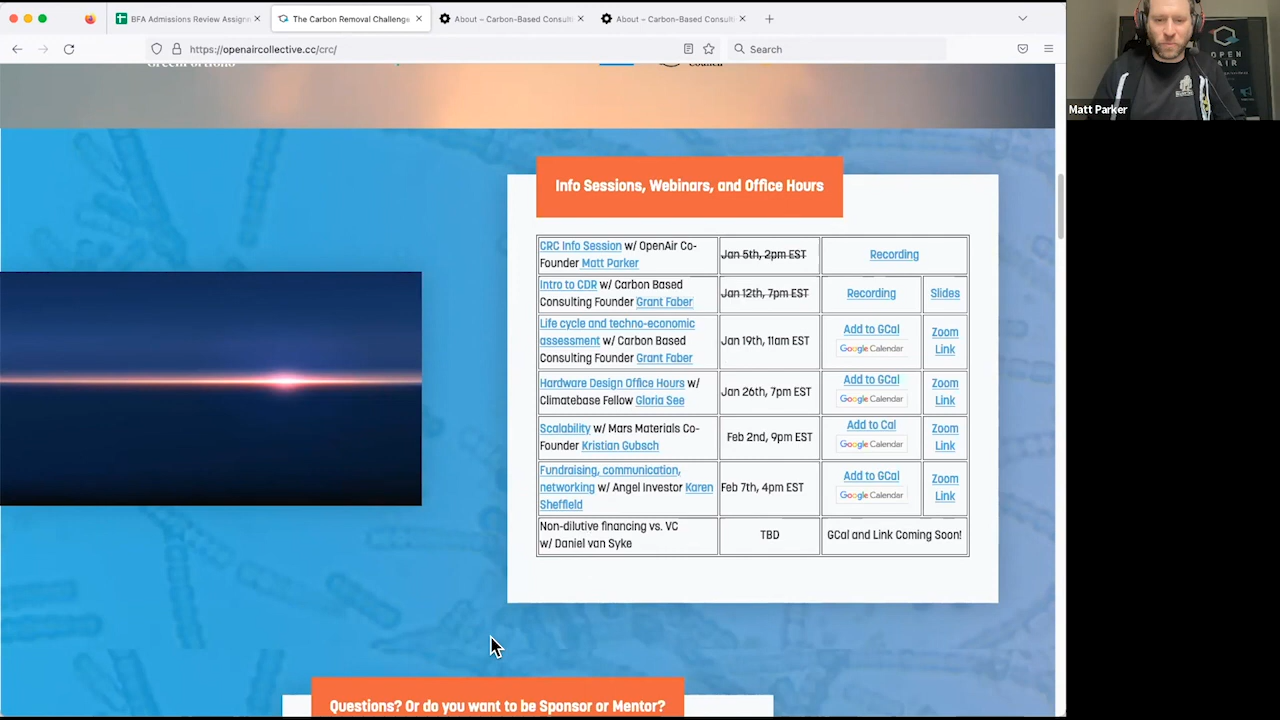 BFA Admissions Review Assign
The Carbon Removal Challenge
About – Carbon-Based Consult
About – Carbon-Based Consult
https://openaircollective.cc/crc/
Search
Matt Parker
OPEN
AIR
Council
Info Sessions, Webinars, and Office Hours
CRC Info Session w/ OpenAir Co-
Founder Matt Parker
Jan 5th, 2pm EST
Recording
Intro to CDR w/ Carbon Based
Consulting Founder Grant Faber
Jan 12th, 7pm EST
Recording
Slides
Life cycle and techno-economic
assessment w/ Carbon Based
Consulting Founder Grant Faber
Jan 19th, 11am EST
Add to GCal
Google Calendar
Zoom
Link
Hardware Design Office Hours w/
Climatebase Fellow Gloria See
Jan 26th, 7pm EST
Add to GCal
Google Calendar
Zoom
Link
Scalability w/ Mars Materials Co-
Founder Kristian Gubsch
Feb 2nd, 9pm EST
Add to Cal
Google Calendar
Zoom
Link
Fundraising, communication,
networking w/ Angel Investor Karen
Sheffield
Feb 7th, 4pm EST
Add to GCal
Google Calendar
Zoom
Link
Non-dilutive financing vs. VC
w/ Daniel van Syke
TBD
GCal and Link Coming Soon!
Questions? Or do you want to be Sponsor or Mentor?